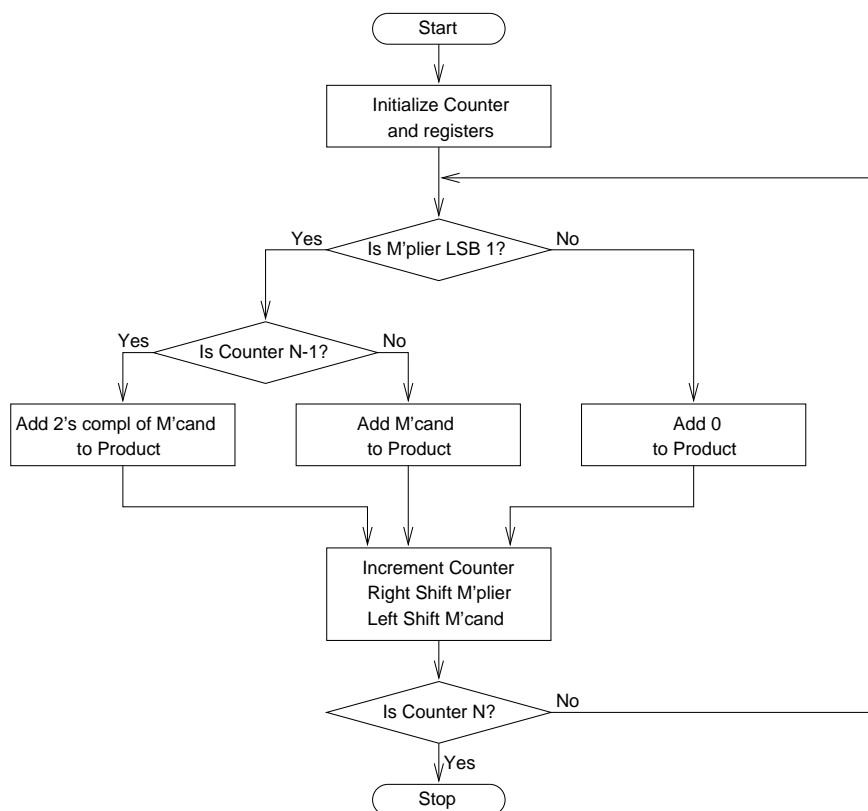 Start
Initialize Counter
and registers
Yes
Is M'plier LSB 1?
No
Yes
Is Counter N-1?
No
Add 2's compl of M'cand
to Product
Add M'cand
to Product
Add 0
to Product
Increment Counter
Right Shift M'plier
Left Shift M'cand
Is Counter N?
No
Yes
Stop